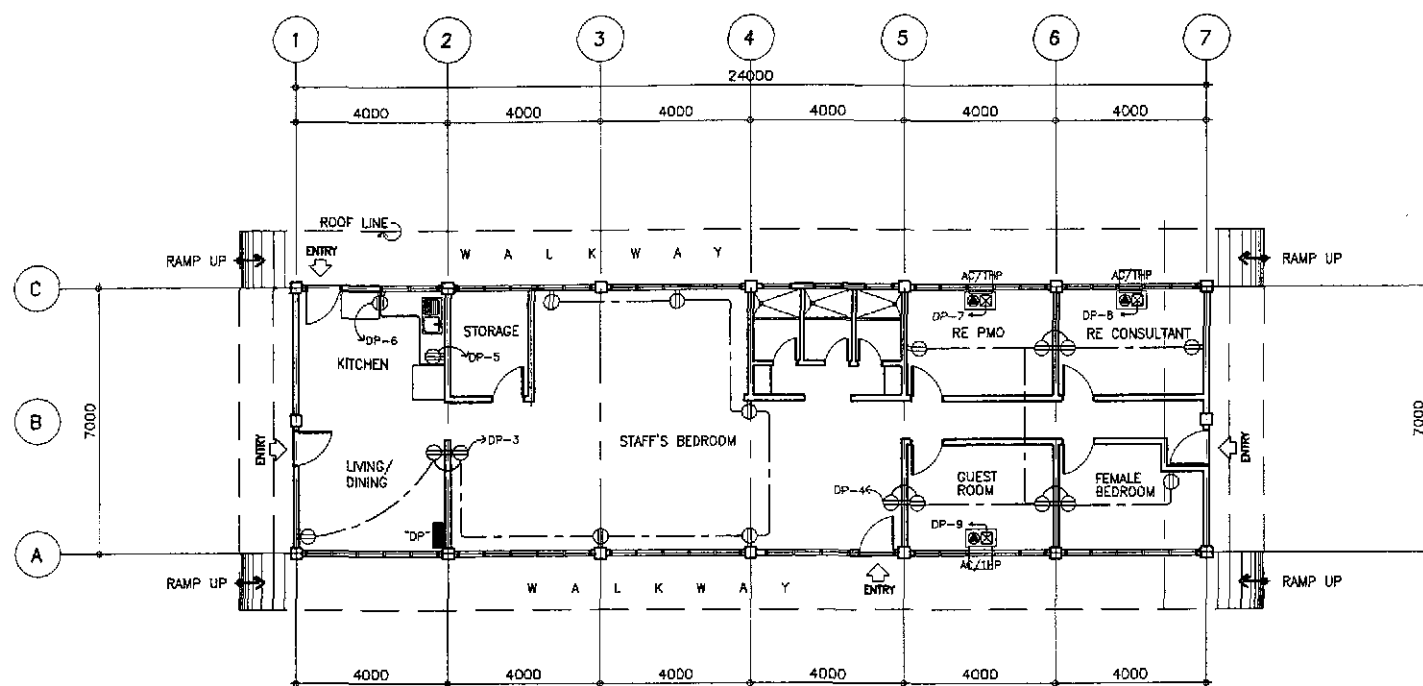 1 2 3 4 5 6 7
24000
4000 4000 4000 4000 4000 4000
ROOF LINE
ENTRY
W A L K W A Y
RAMP UP
RAMP UP
C
AC/1HP
AC/1HP
DP-7
DP-8
STORAGE
RE PMO
RE CONSULTANT
DP-6
DP-5
KITCHEN
B
7000
7000
ENTRY
DP-3
STAFF'S BEDROOM
ENTRY
LIVING/
DINING
GUEST
ROOM
FEMALE
BEDROOM
DP-4
DP-9
"DP"
A
AC/1HP
RAMP UP
W A L K W A Y
ENTRY
RAMP UP
4000 4000 4000 4000 4000 4000